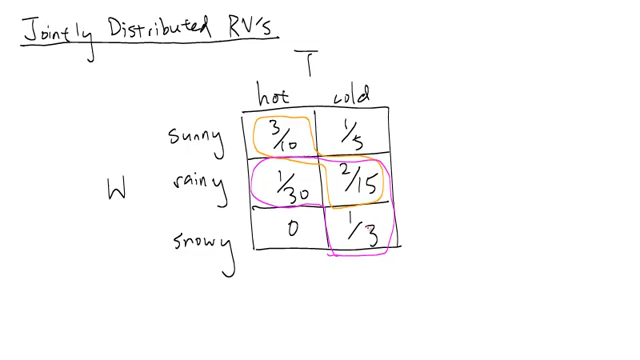 Jointly Distributed RV's
T
hot cold
sunny 3/10 1/5
W rainy 1/30 2/15
snowy 0 1/3